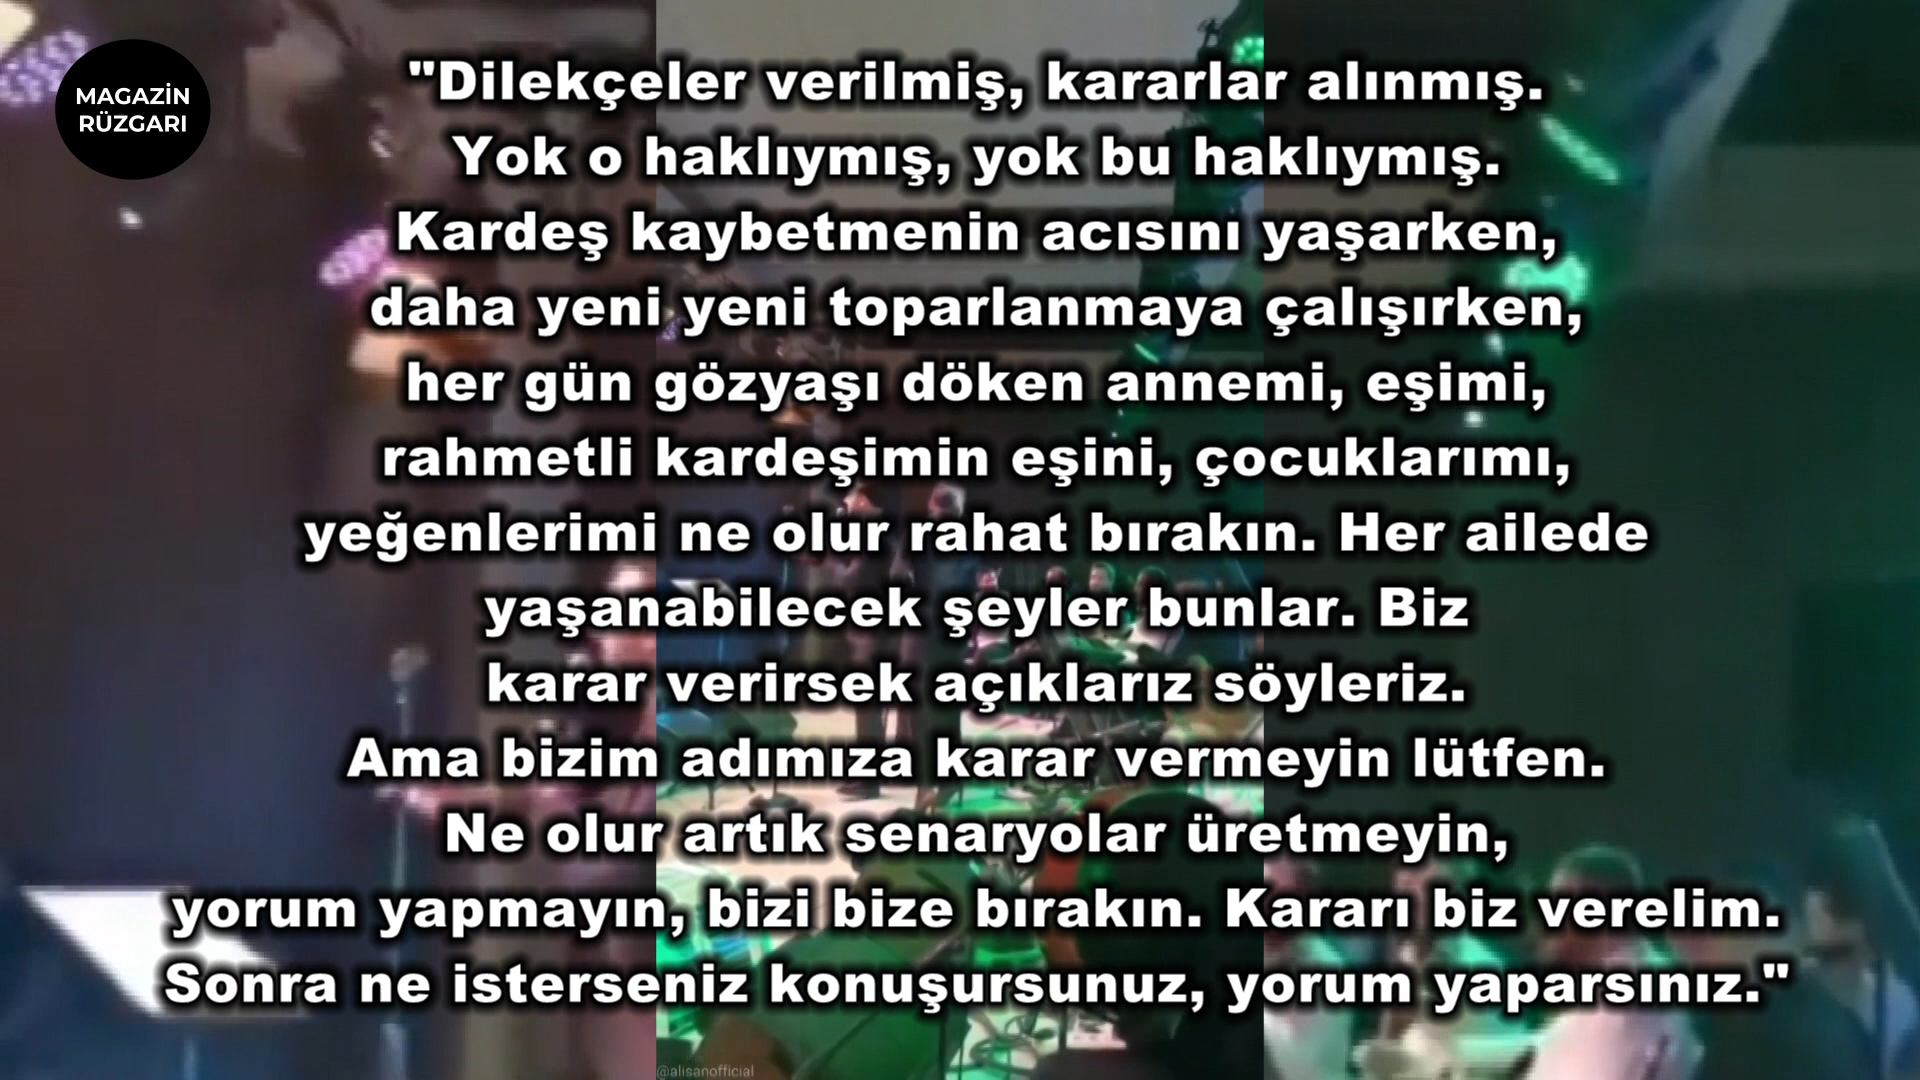 MAGAZİN
RÜZGARI
"Dilekçeler verilmiş, kararlar alınmış.
Yok o haklıymış, yok bu haklıymış.
Kardeş kaybetmenin acısını yaşarken,
daha yeni yeni toparlanmaya çalışırken,
her gün gözyaşı döken annemi, eşimi,
rahmetli kardeşimin eşini, çocuklarımı,
yeğenlerimi ne olur rahat bırakın. Her ailede
yaşanabilecek şeyler bunlar. Biz
karar verirsek açıklarız söyleriz.
Ama bizim adımıza karar vermeyin lütfen.
Ne olur artık senaryolar üretmeyin,
yorum yapmayın, bizi bize bırakın. Kararı biz verelim.
Sonra ne isterseniz konuşursunuz, yorum yaparsınız."
@alisanofficial